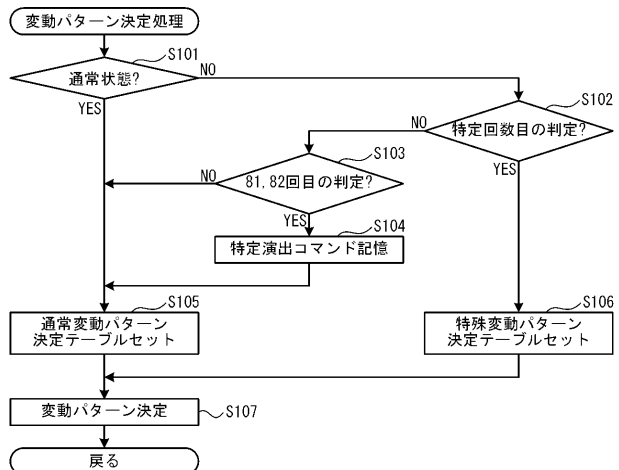 変動パターン決定処理
S101
通常状態?
NO
YES
S102
特定回数目の判定?
NO
YES
S103
81,82回目の判定?
NO
YES
S104
特定演出コマンド記憶
S105
通常変動パターン
決定テーブルセット
S106
特殊変動パターン
決定テーブルセット
変動パターン決定
S107
戻る